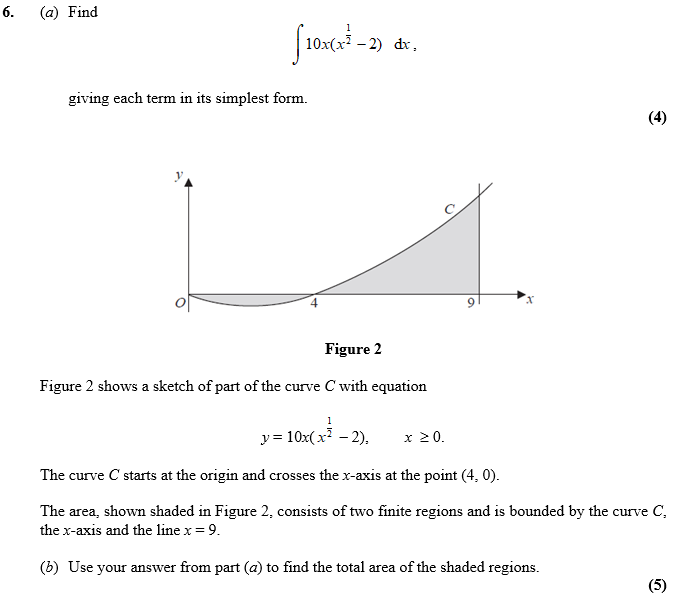 6. (a) Find
∫ 10x(x^{1/2} – 2) dx,
giving each term in its simplest form.
(4)
y
C
O 4 9 x
Figure 2
Figure 2 shows a sketch of part of the curve C with equation
y = 10x(x^{1/2} – 2), x ≥ 0.
The curve C starts at the origin and crosses the x-axis at the point (4, 0).
The area, shown shaded in Figure 2, consists of two finite regions and is bounded by the curve C,
the x-axis and the line x = 9.
(b) Use your answer from part (a) to find the total area of the shaded regions.
(5)